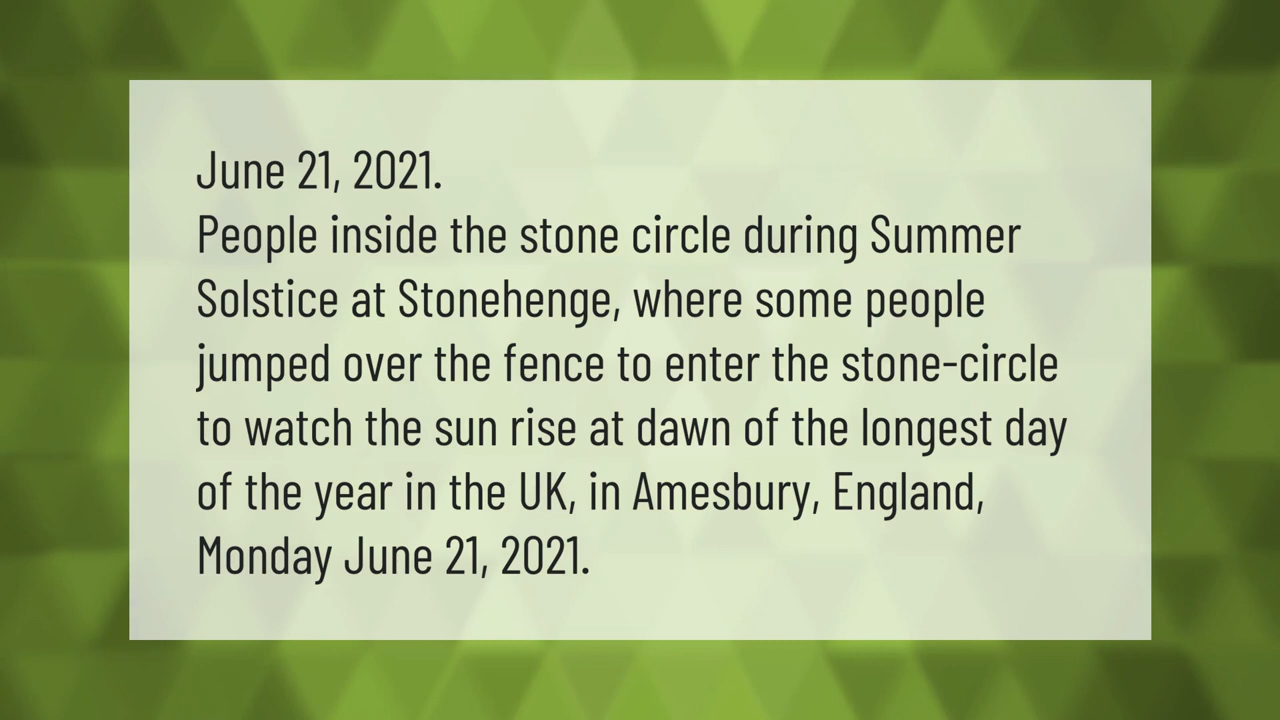 June 21, 2021.
People inside the stone circle during Summer
Solstice at Stonehenge, where some people
jumped over the fence to enter the stone-circle
to watch the sun rise at dawn of the longest day
of the year in the UK, in Amesbury, England,
Monday June 21, 2021.